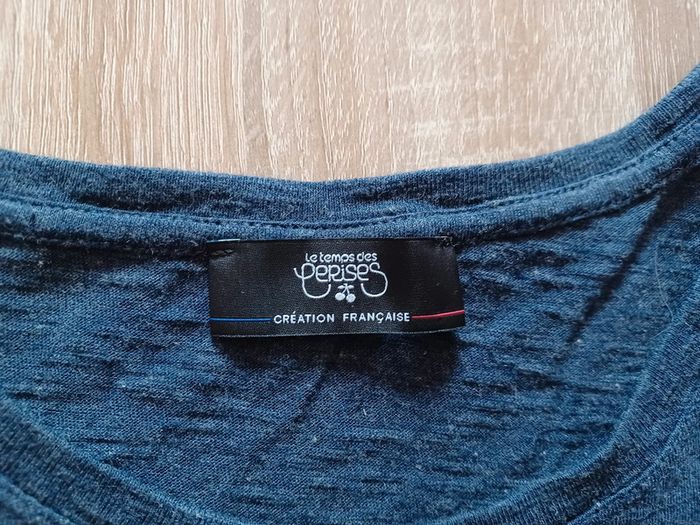 Le temps des
Cerises
CRÉATION FRANÇAISE